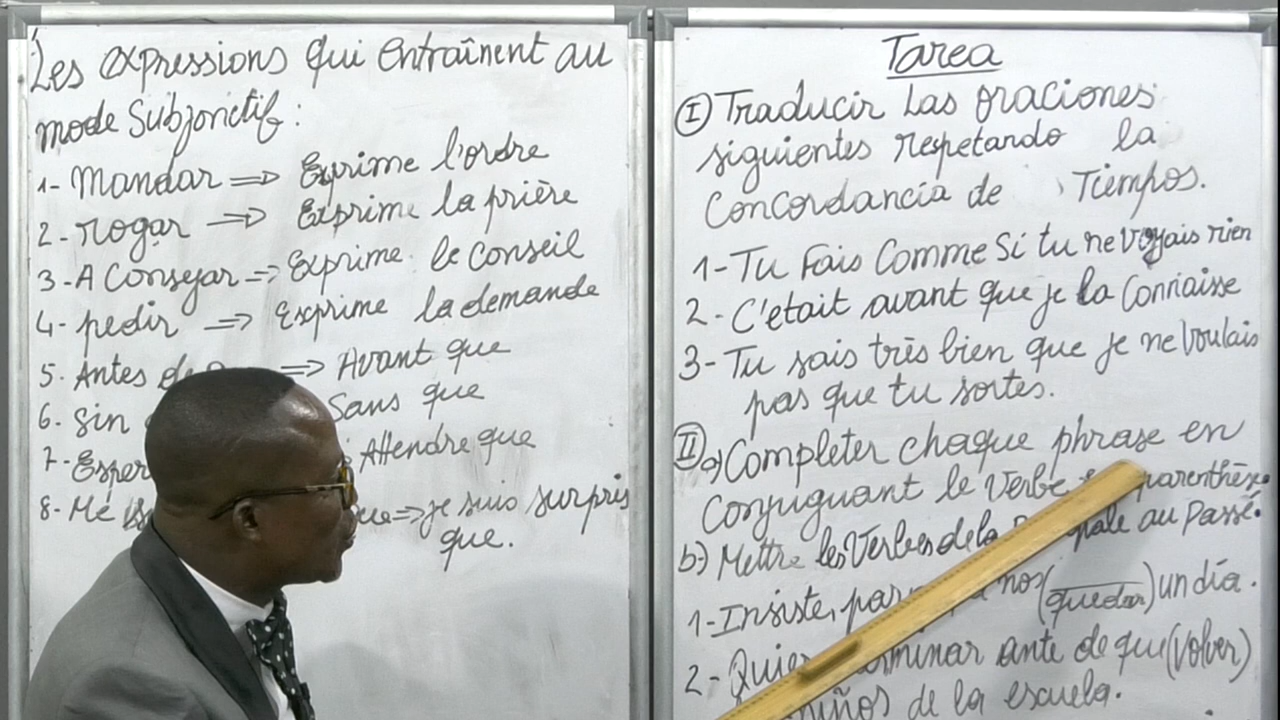 Les expressions qui entraînent au
mode Subjonctif :
1- Mandar => Exprime l'ordre
2- rogar => Exprime la prière
3- A Consejar => Exprime le Conseil
4- pedir => Exprime la demande
5. Antes => Avant que
6. Sin Sans que
7- Attendre que
8- Me => je suis surpris
que.
Tarea
I Traducir Las oraciones
siguientes respetando la
Concordancia de Tiempos.
1- Tu Fais Comme Si tu ne voyais rien
2- C'était avant que je la Connaisse
3- Tu sais très bien que je ne Voulais
pas que tu sortes.
II a) Completer chaque phrase en
Conjuguant le Verbe parenthèse
b) Mettre les Verbes de la au Passé.
1- Insiste, nos (quedar) un día.
2- ante de que (Volver)
niños de la escuela.